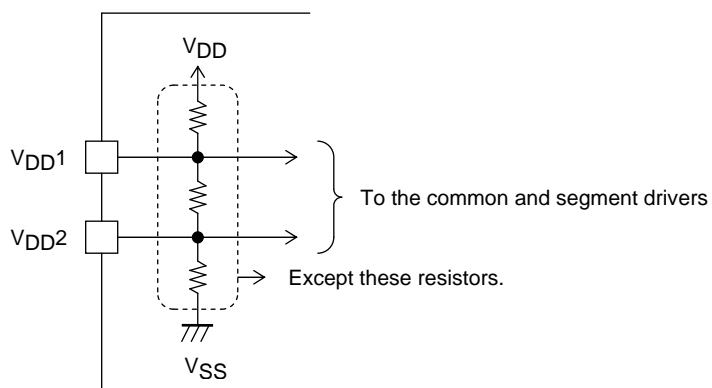 VDD
VDD1
To the common and segment drivers
VDD2
Except these resistors.
VSS